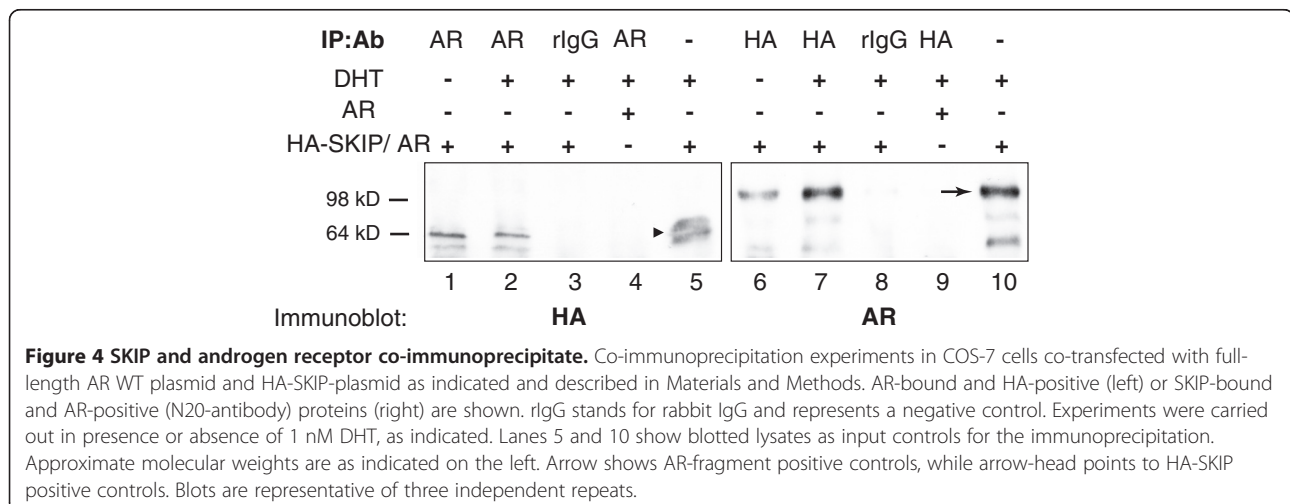 IP:Ab AR AR rIgG AR - HA HA rIgG HA -
DHT - + + + + - + + + +
AR - - - + - - - - + -
HA-SKIP/ AR + + + - + + + + - +
98 kD
64 kD
1 2 3 4 5 6 7 8 9 10
Immunoblot: HA AR
Figure 4 SKIP and androgen receptor co-immunoprecipitate. Co-immunoprecipitation experiments in COS-7 cells co-transfected with full-
length AR WT plasmid and HA-SKIP-plasmid as indicated and described in Materials and Methods. AR-bound and HA-positive (left) or SKIP-bound
and AR-positive (N20-antibody) proteins (right) are shown. rIgG stands for rabbit IgG and represents a negative control. Experiments were carried
out in presence or absence of 1 nM DHT, as indicated. Lanes 5 and 10 show blotted lysates as input controls for the immunoprecipitation.
Approximate molecular weights are as indicated on the left. Arrow shows AR-fragment positive controls, while arrow-head points to HA-SKIP
positive controls. Blots are representative of three independent repeats.